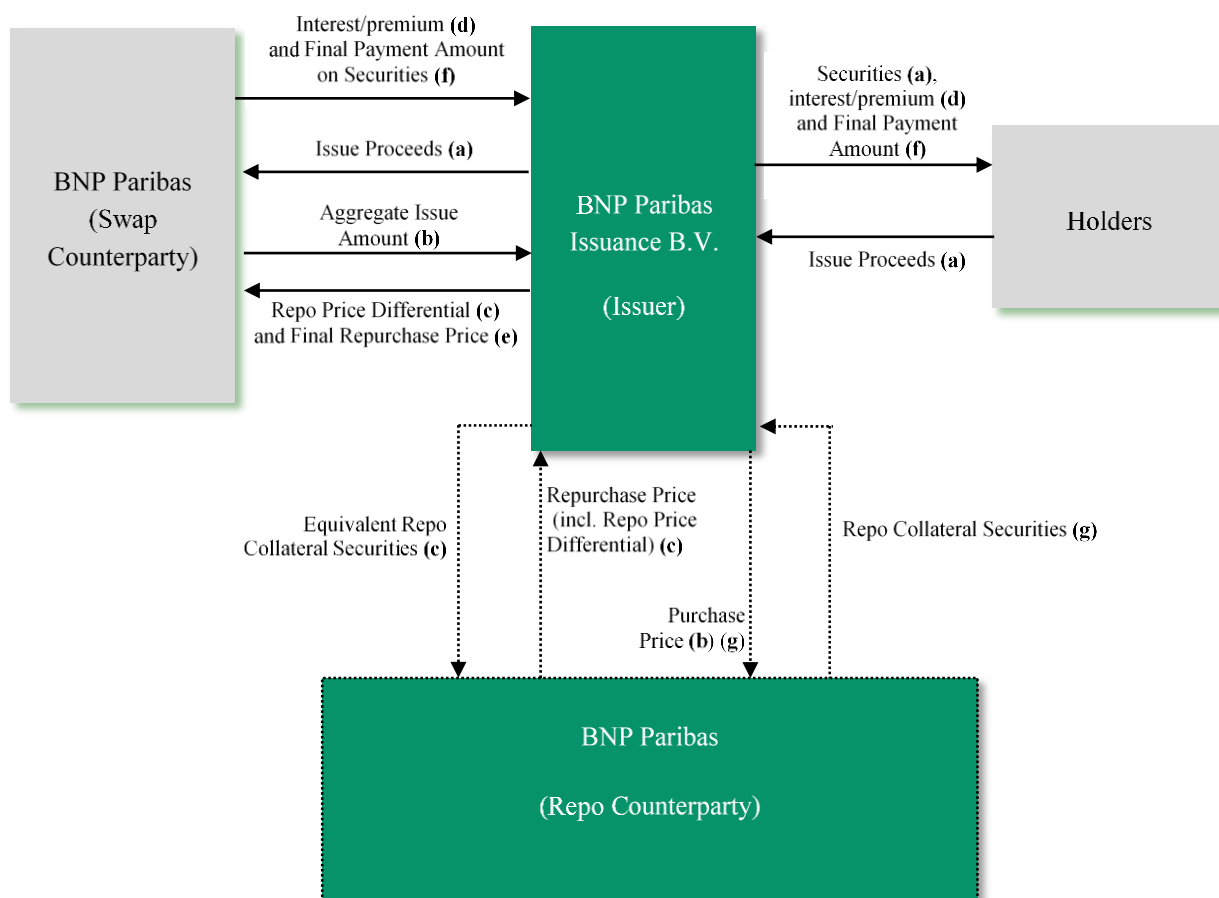 Interest/premium (d)
and Final Payment Amount
on Securities (f)
Issue Proceeds (a)
Aggregate Issue
Amount (b)
Repo Price Differential (c)
and Final Repurchase Price (e)
BNP Paribas
(Swap
Counterparty)
BNP Paribas
Issuance B.V.
(Issuer)
Securities (a),
interest/premium (d)
and Final Payment
Amount (f)
Issue Proceeds (a)
Holders
Equivalent Repo
Collateral Securities (c)
Repurchase Price
(incl. Repo Price
Differential) (c)
Purchase
Price (b) (g)
Repo Collateral Securities (g)
BNP Paribas
(Repo Counterparty)